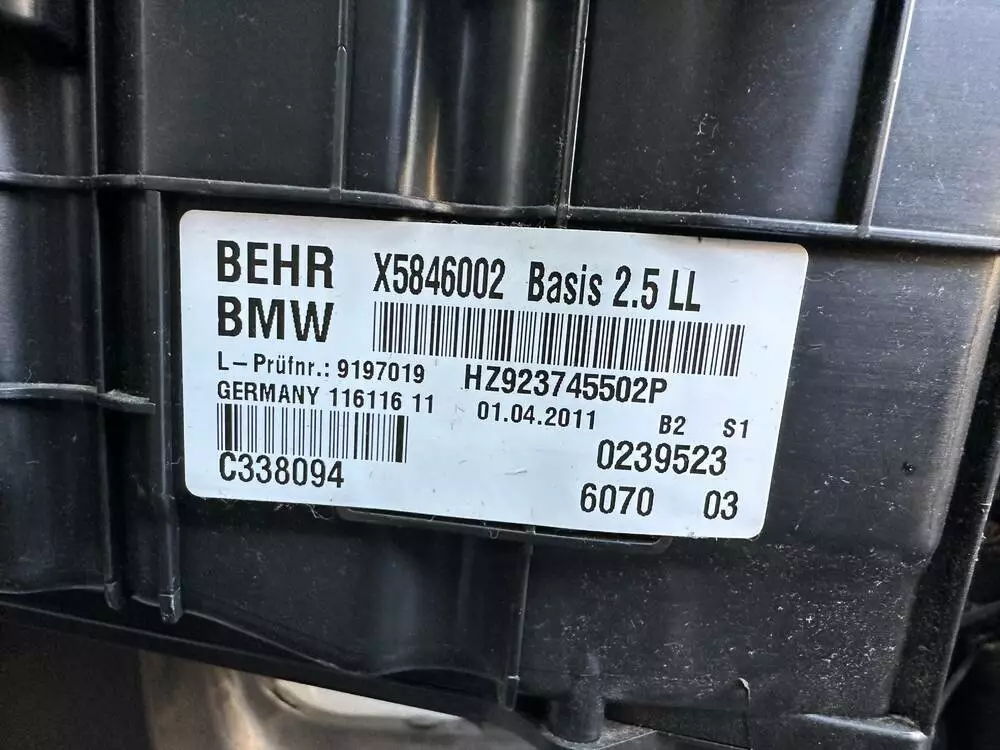 BEHR X5846002 Basis 2.5 LL
BMW
L-Prüfnr.: 9197019 HZ923745502P
GERMANY 116116 11 01.04.2011 B2 S1
0239523
C338094
6070 03